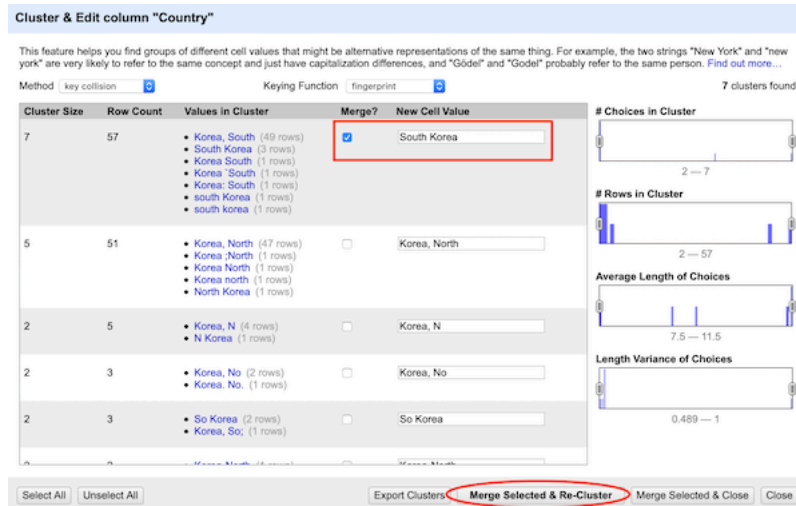 Cluster & Edit column "Country"
This feature helps you find groups of different cell values that might be alternative representations of the same thing. For example, the two strings "New York" and "new
york" are very likely to refer to the same concept and just have capitalization differences, and "Gödel" and "Godel" probably refer to the same person. Find out more…
Method key collision Keying Function fingerprint 7 clusters found
Cluster Size Row Count Values in Cluster Merge? New Cell Value
7 57 • Korea, South (49 rows) South Korea
• South Korea (3 rows)
• Korea South (1 rows)
• Korea `South (1 rows)
• Korea: South (1 rows)
• south Korea (1 rows)
• south korea (1 rows)
5 51 • Korea, North (47 rows) Korea, North
• Korea ;North (1 rows)
• Korea North (1 rows)
• Korea north (1 rows)
• North Korea (1 rows)
2 5 • Korea, N (4 rows) Korea, N
• N Korea (1 rows)
2 3 • Korea, No (2 rows) Korea, No
• Korea. No. (1 rows)
2 3 • So Korea (2 rows) So Korea
• Korea, So; (1 rows)
# Choices in Cluster
2 — 7
# Rows in Cluster
2 — 57
Average Length of Choices
7.5 — 11.5
Length Variance of Choices
0.489 — 1
Select All Unselect All Export Clusters Merge Selected & Re-Cluster Merge Selected & Close Close